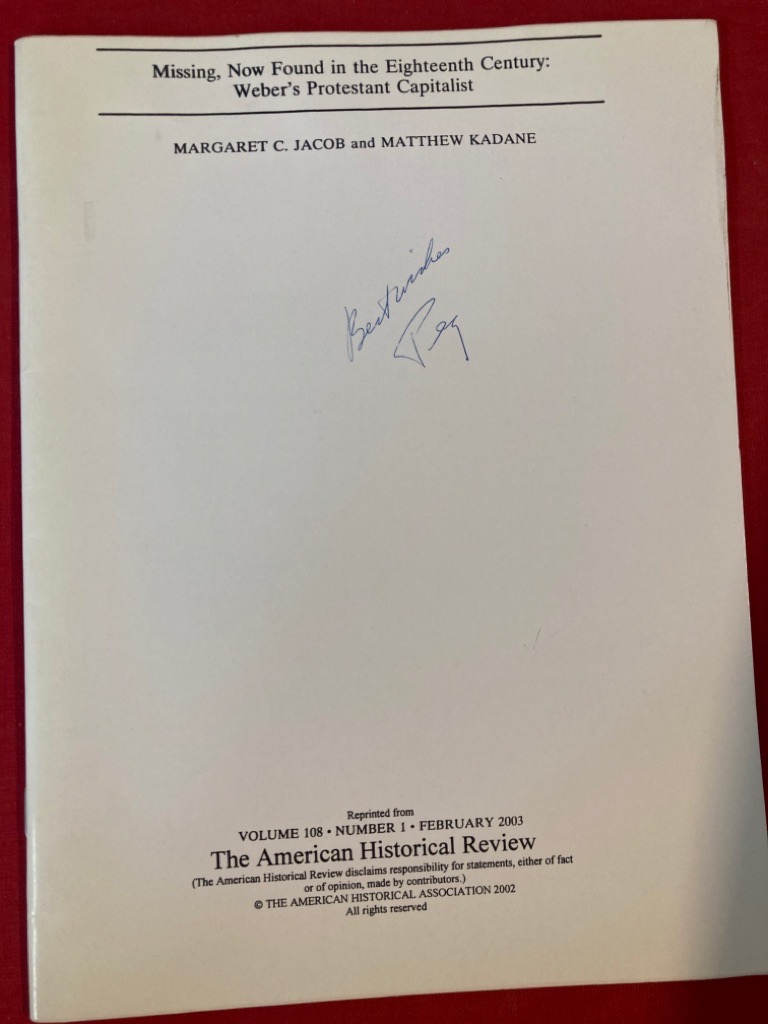 Missing, Now Found in the Eighteenth Century:
Weber's Protestant Capitalist
MARGARET C. JACOB and MATTHEW KADANE
Best wishes
Peg
Reprinted from
VOLUME 108 • NUMBER 1 • FEBRUARY 2003
The American Historical Review
(The American Historical Review disclaims responsibility for statements, either of fact
or of opinion, made by contributors.)
© THE AMERICAN HISTORICAL ASSOCIATION 2002
All rights reserved